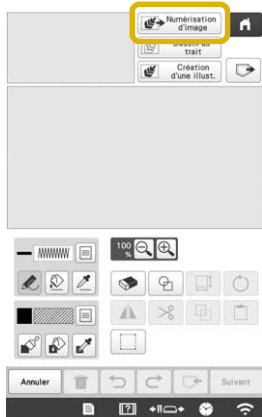 Numérisation
d'image
Dessin au
trait
Création
d'une illust.
100
%
Annuler
Suivant